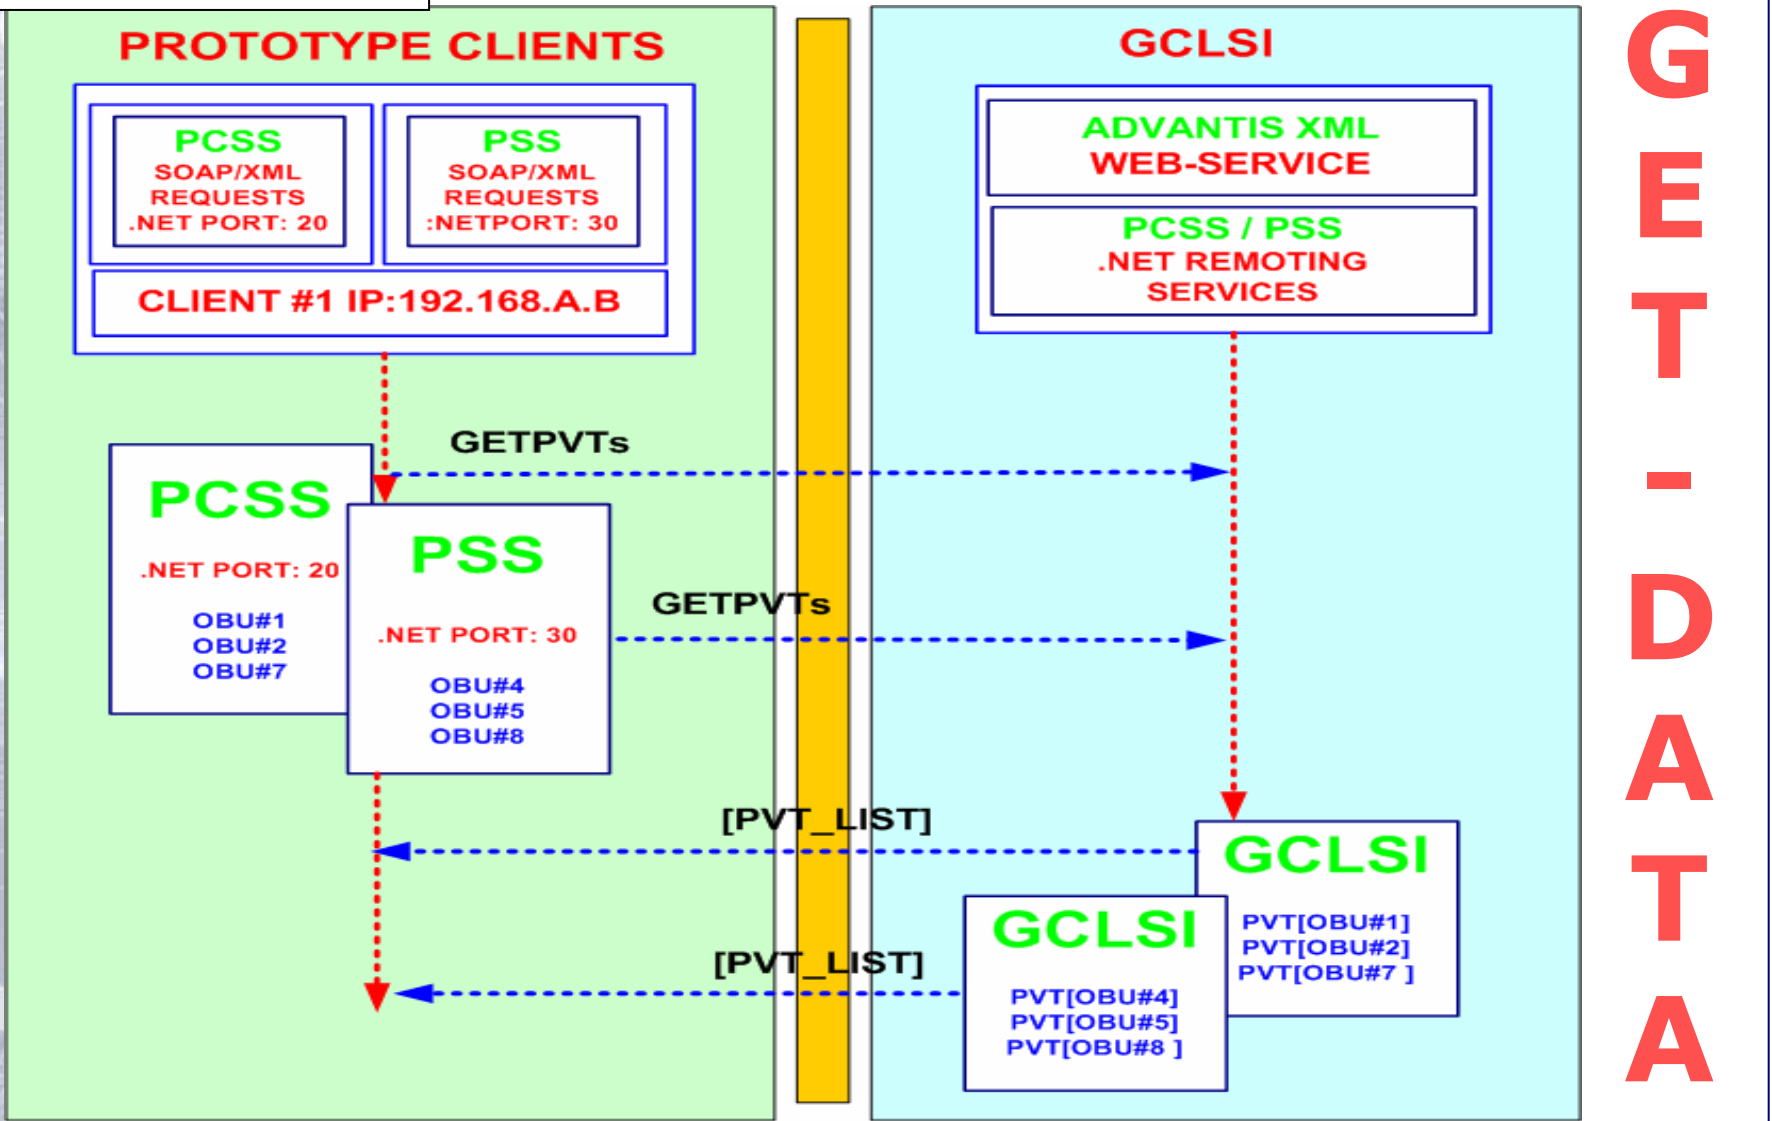 PROTOTYPE CLIENTS
PCSS
SOAP/XML
REQUESTS
.NET PORT: 20
PSS
SOAP/XML
REQUESTS
:NETPORT: 30
CLIENT #1 IP:192.168.A.B
GCLSI
ADVANTIS XML
WEB-SERVICE
PCSS / PSS
.NET REMOTING
SERVICES
GETPVTs
PCSS
.NET PORT: 20
OBU#1
OBU#2
OBU#7
PSS
.NET PORT: 30
OBU#4
OBU#5
OBU#8
GETPVTs
[PVT_LIST]
GCLSI
PVT[OBU#1]
PVT[OBU#2]
PVT[OBU#7 ]
[PVT_LIST]
GCLSI
PVT[OBU#4]
PVT[OBU#5]
PVT[OBU#8 ]
G
E
T
-
D
A
T
A